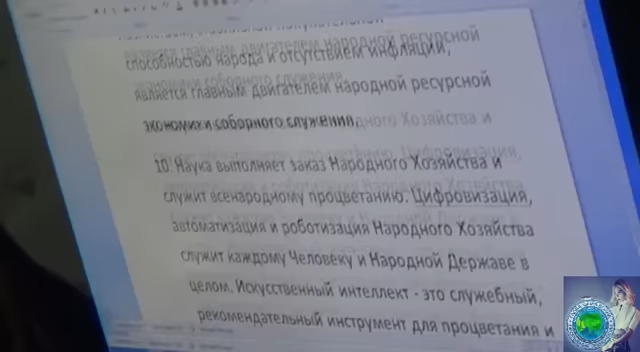 способностью народа и отсутствием инфляции,
является главным двигателем народной ресурсной
экономики соборного служения.
10. Наука выполняет заказ Народного Хозяйства и
служит всенародному процветанию. Цифровизация,
автоматизация и роботизация Народного Хозяйства
служит каждому Человеку и Народной Державе в
целом. Искусственный интеллект - это служебный,
рекомендательный инструмент для процветания и